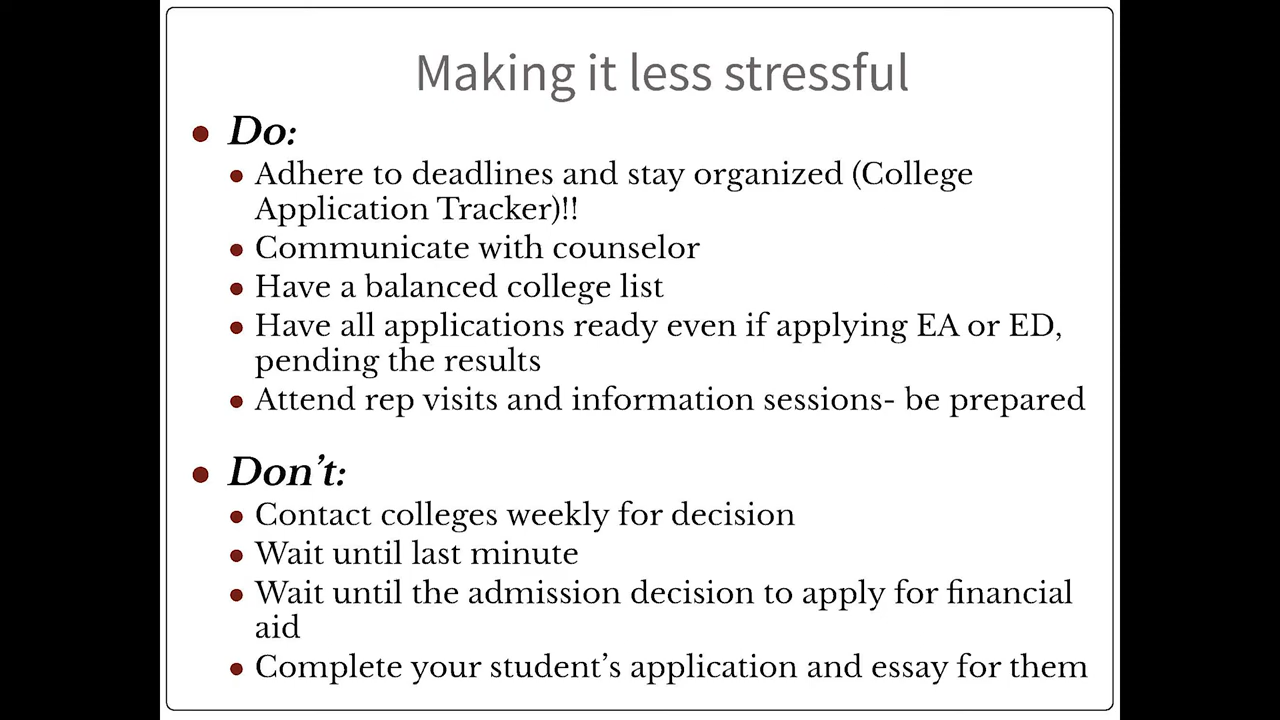 Making it less stressful
• Do:
• Adhere to deadlines and stay organized (College
Application Tracker)!!
• Communicate with counselor
• Have a balanced college list
• Have all applications ready even if applying EA or ED,
pending the results
• Attend rep visits and information sessions- be prepared
• Don’t:
• Contact colleges weekly for decision
• Wait until last minute
• Wait until the admission decision to apply for financial
aid
• Complete your student’s application and essay for them